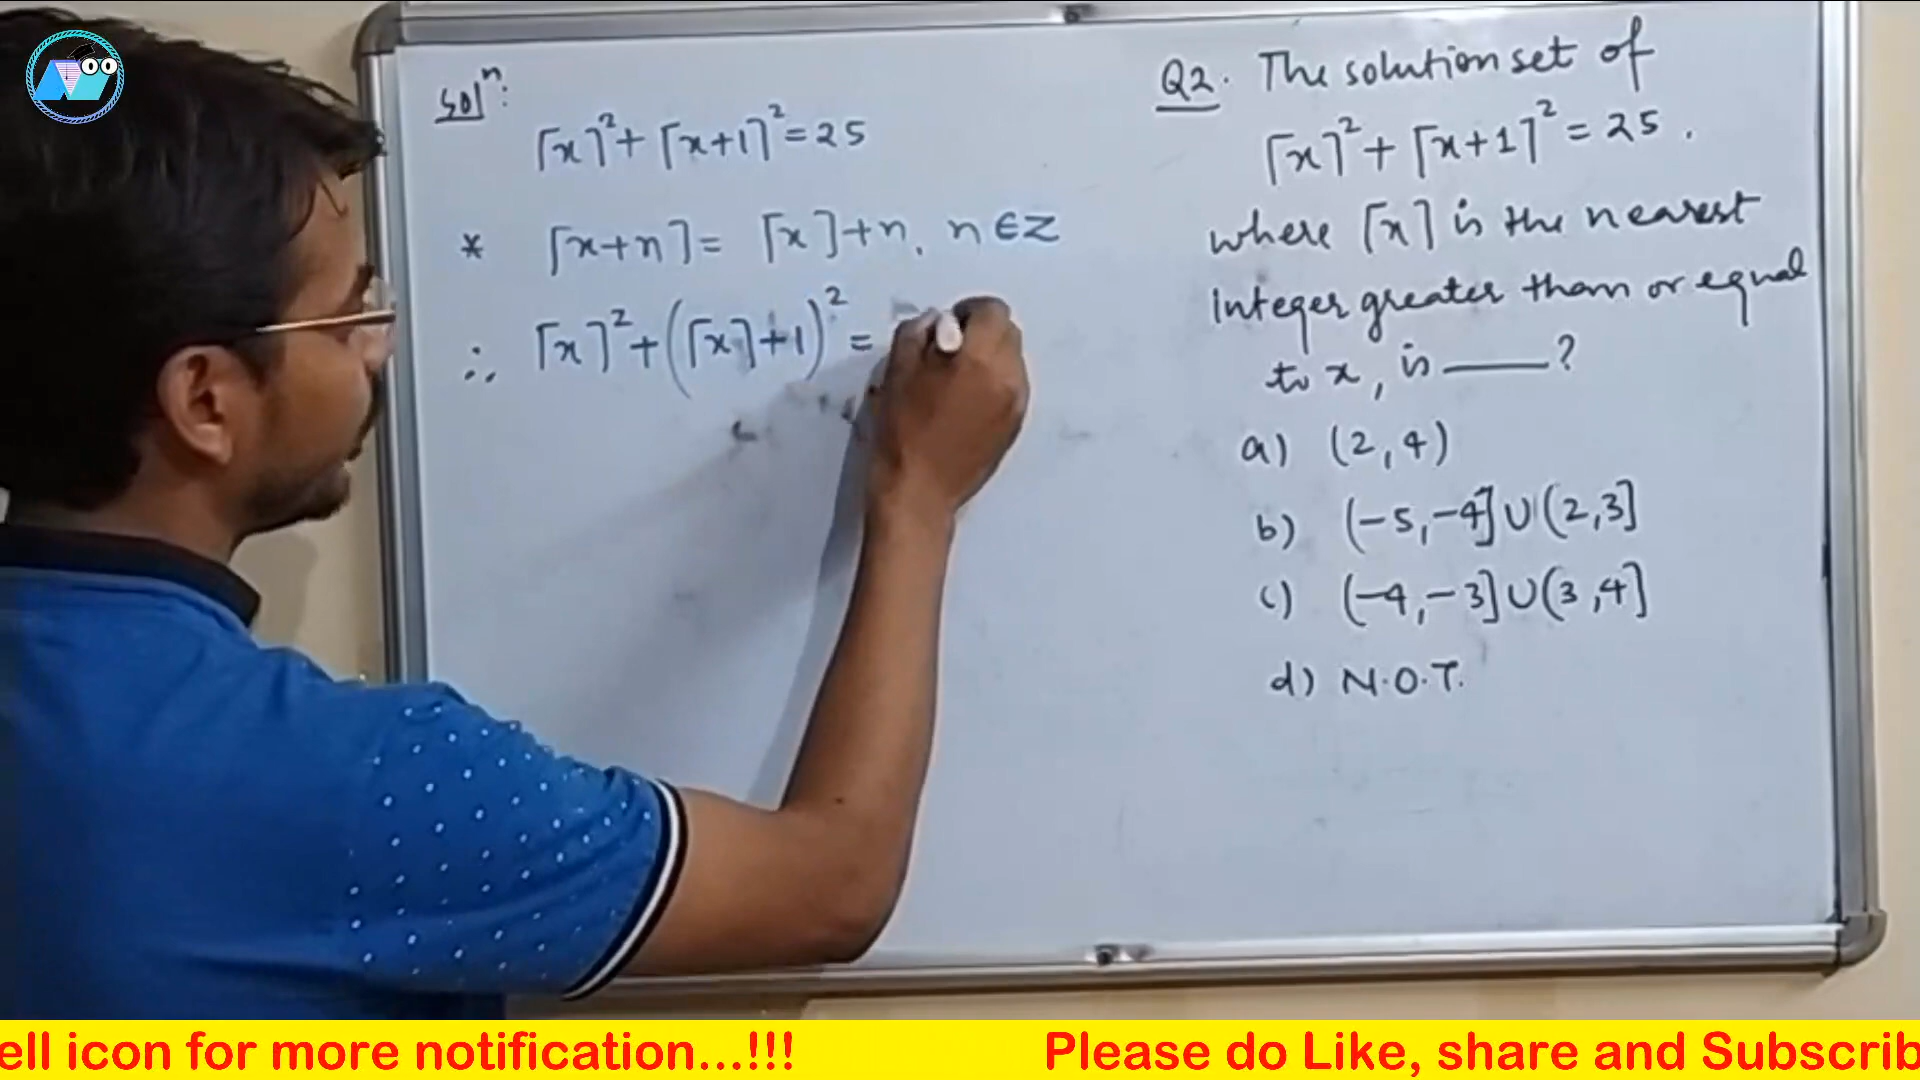 Solⁿ:
⌈x⌉² + ⌈x+1⌉² = 25
* ⌈x+n⌉ = ⌈x⌉+n, n∈Z
∴ ⌈x⌉² + (⌈x⌉+1)² =
Q2. The solution set of
⌈x⌉² + ⌈x+1⌉² = 25.
where ⌈x⌉ is the nearest
Integer greater than or equal
to x, is ——?
a) (2,4)
b) (-5,-4]∪(2,3]
c) (-4,-3]∪(3,4]
d) N.O.T.
ell icon for more notification...!!! Please do Like, share and Subscrib